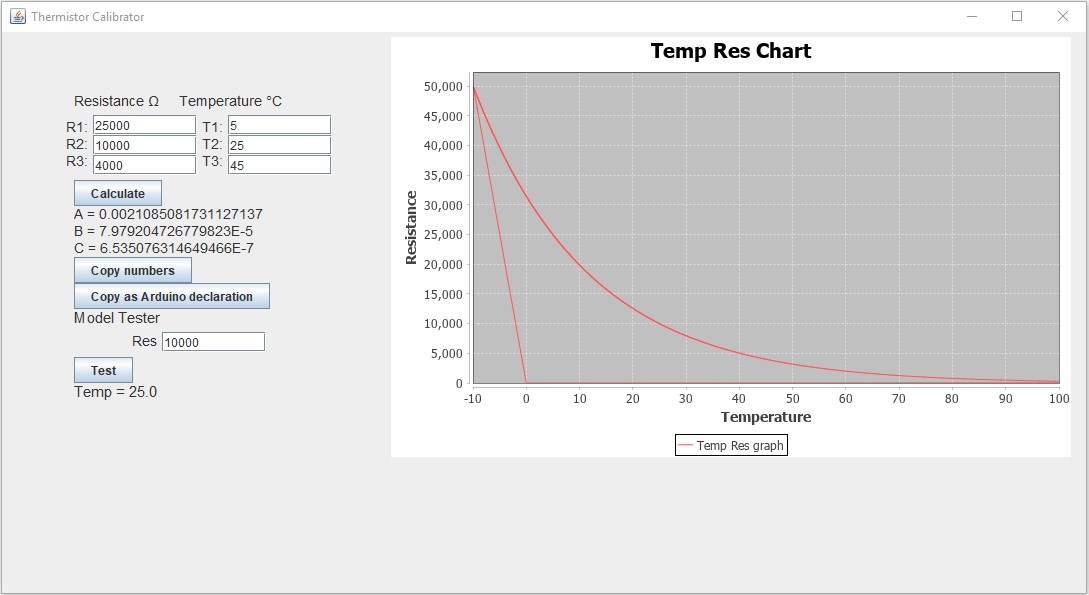 Thermistor Calibrator
Resistance Ω Temperature °C
R1: 25000 T1: 5
R2: 10000 T2: 25
R3: 4000 T3: 45
Calculate
A = 0.0021085081731127137
B = 7.979204726779823E-5
C = 6.535076314649466E-7
Copy numbers
Copy as Arduino declaration
Model Tester
Res 10000
Test
Temp = 25.0
Temp Res Chart
Resistance
50,000
45,000
40,000
35,000
30,000
25,000
20,000
15,000
10,000
5,000
0
-10 0 10 20 30 40 50 60 70 80 90 100
Temperature
Temp Res graph